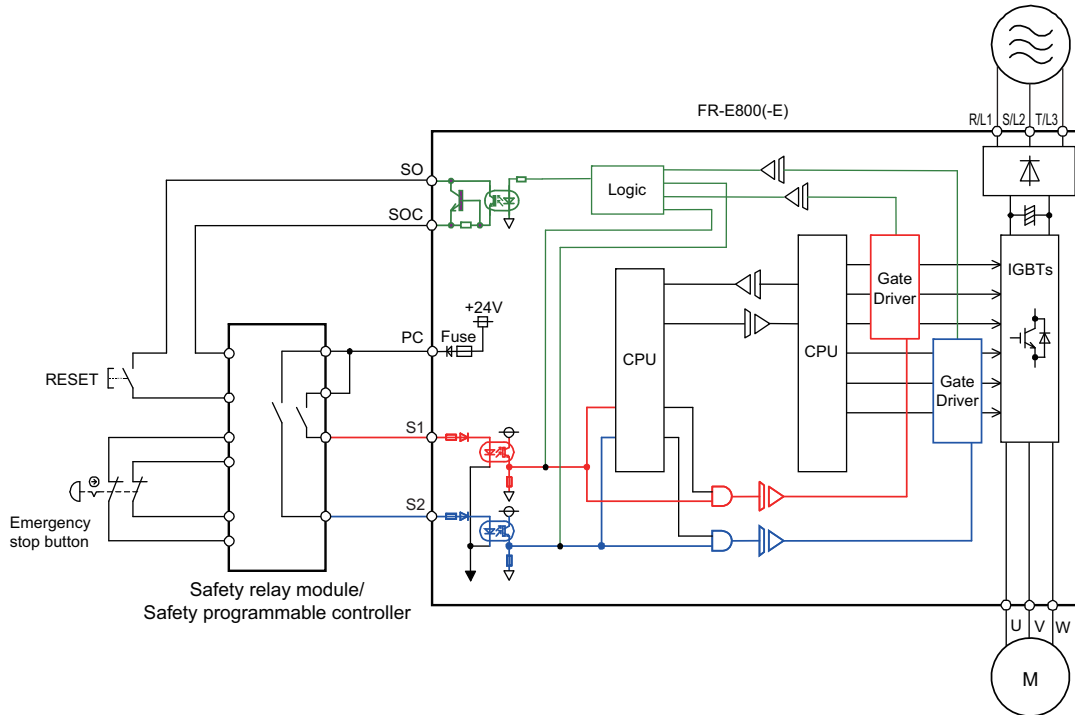 FR-E800(-E)
R/L1 S/L2 T/L3
SO
Logic
SOC
Gate
Driver
IGBTs
+24V
PC
Fuse
CPU
CPU
RESET
Gate
Driver
S1
S2
Emergency
stop button
Safety relay module/
Safety programmable controller
U V W
M